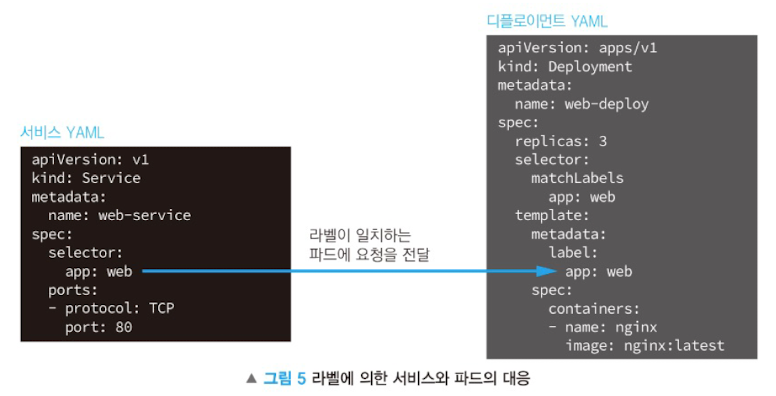 서비스 YAML
apiVersion: v1
kind: Service
metadata:
  name: web-service
spec:
  selector:
    app: web
  ports:
  - protocol: TCP
    port: 80
라벨이 일치하는
파드에 요청을 전달
디플로이먼트 YAML
apiVersion: apps/v1
kind: Deployment
metadata:
  name: web-deploy
spec:
  replicas: 3
  selector:
    matchLabels
      app: web
  template:
    metadata:
      label:
        app: web
    spec:
      containers:
      - name: nginx
        image: nginx:latest
▲ 그림 5 라벨에 의한 서비스와 파드의 대응